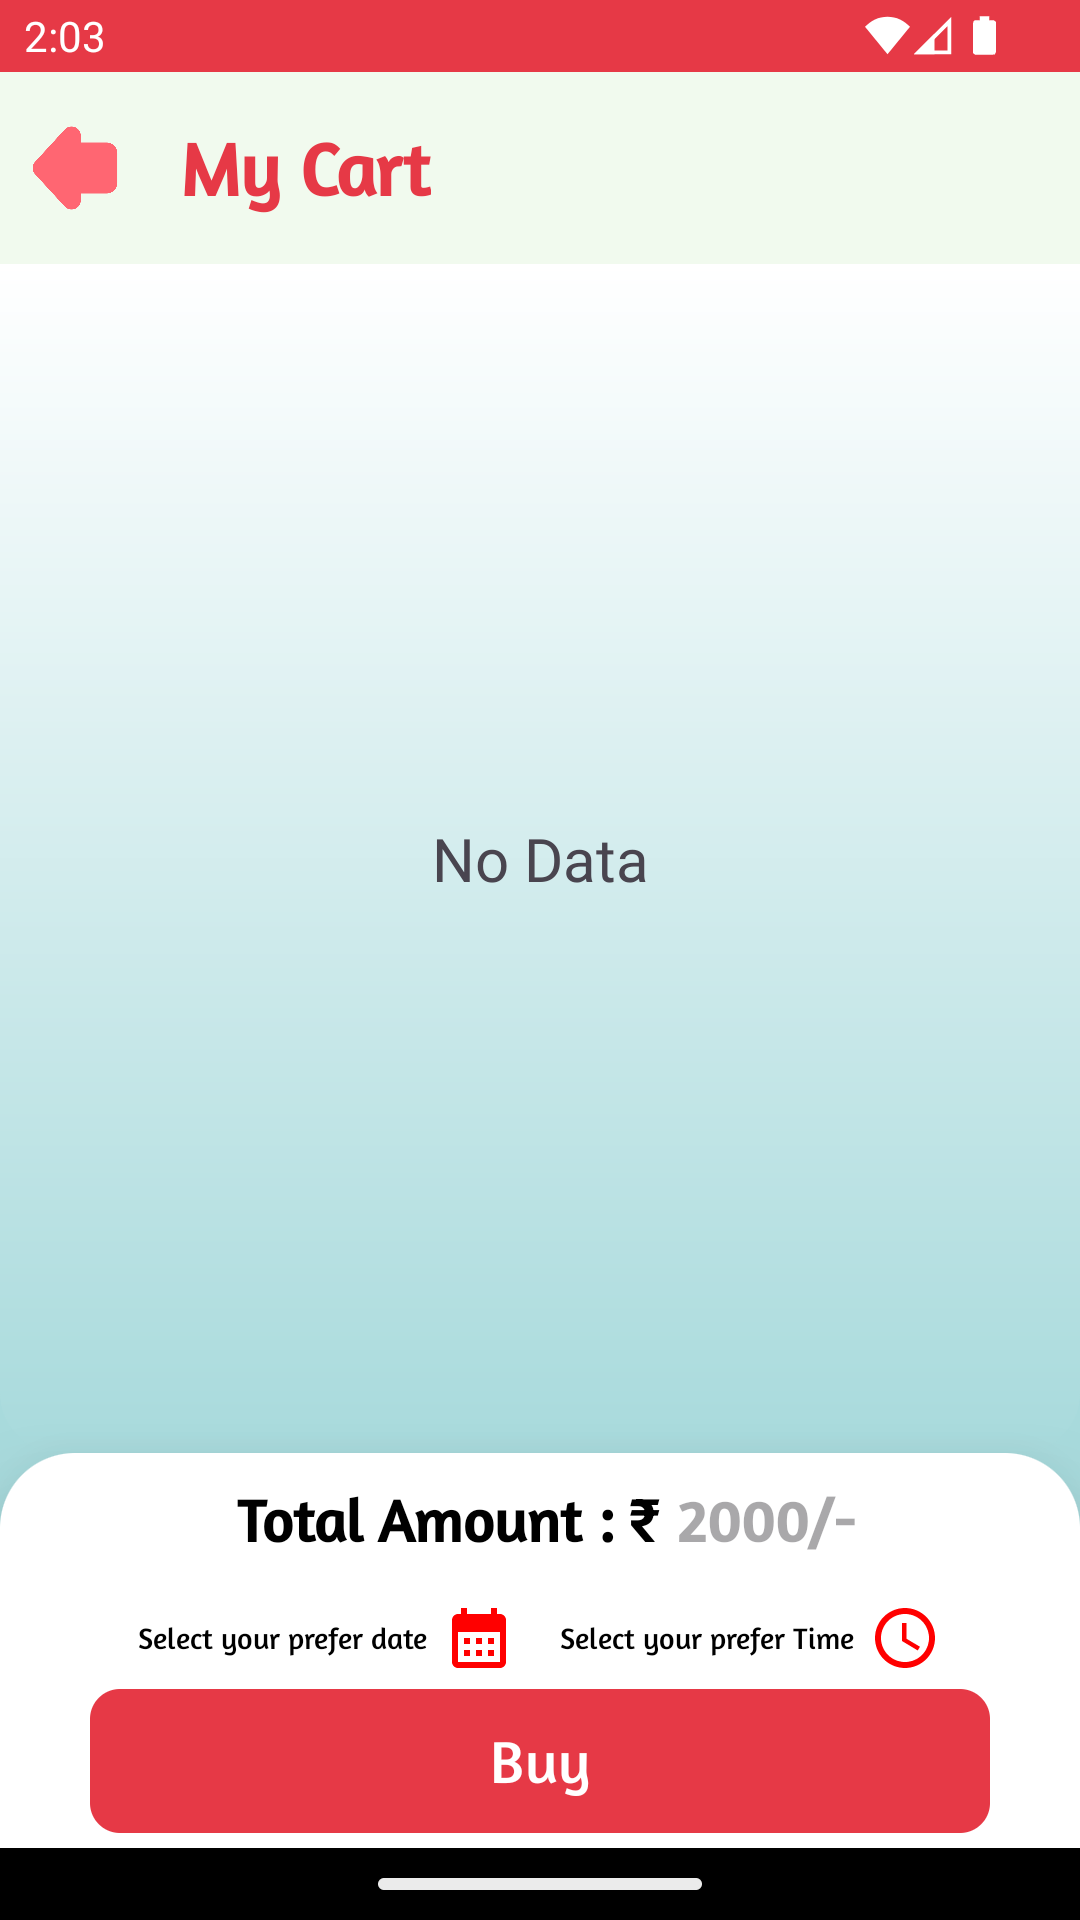 2:03
My Cart
No Data
Total Amount : ₹ 2000/-
Select your prefer date
Select your prefer Time
Buy